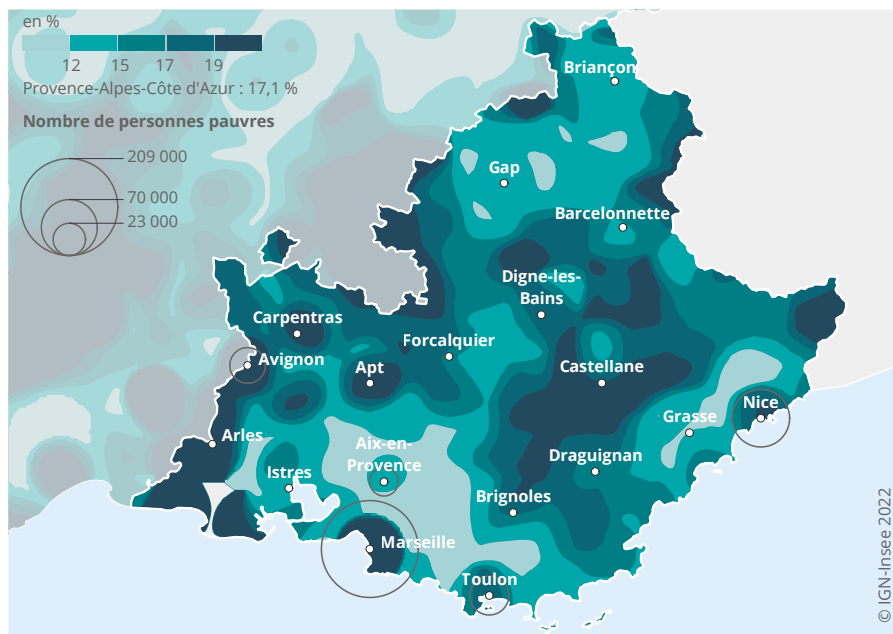 en %
12 15 17 19
Provence-Alpes-Côte d'Azur : 17,1 %
Nombre de personnes pauvres
209 000
70 000
23 000
Briançon
Gap
Barcelonnette
Digne-les-
Bains
Carpentras
Forcalquier
Avignon
Apt
Castellane
Nice
Grasse
Arles
Aix-en-
Provence
Istres
Draguignan
Brignoles
Marseille
Toulon
© IGN-Insee 2022